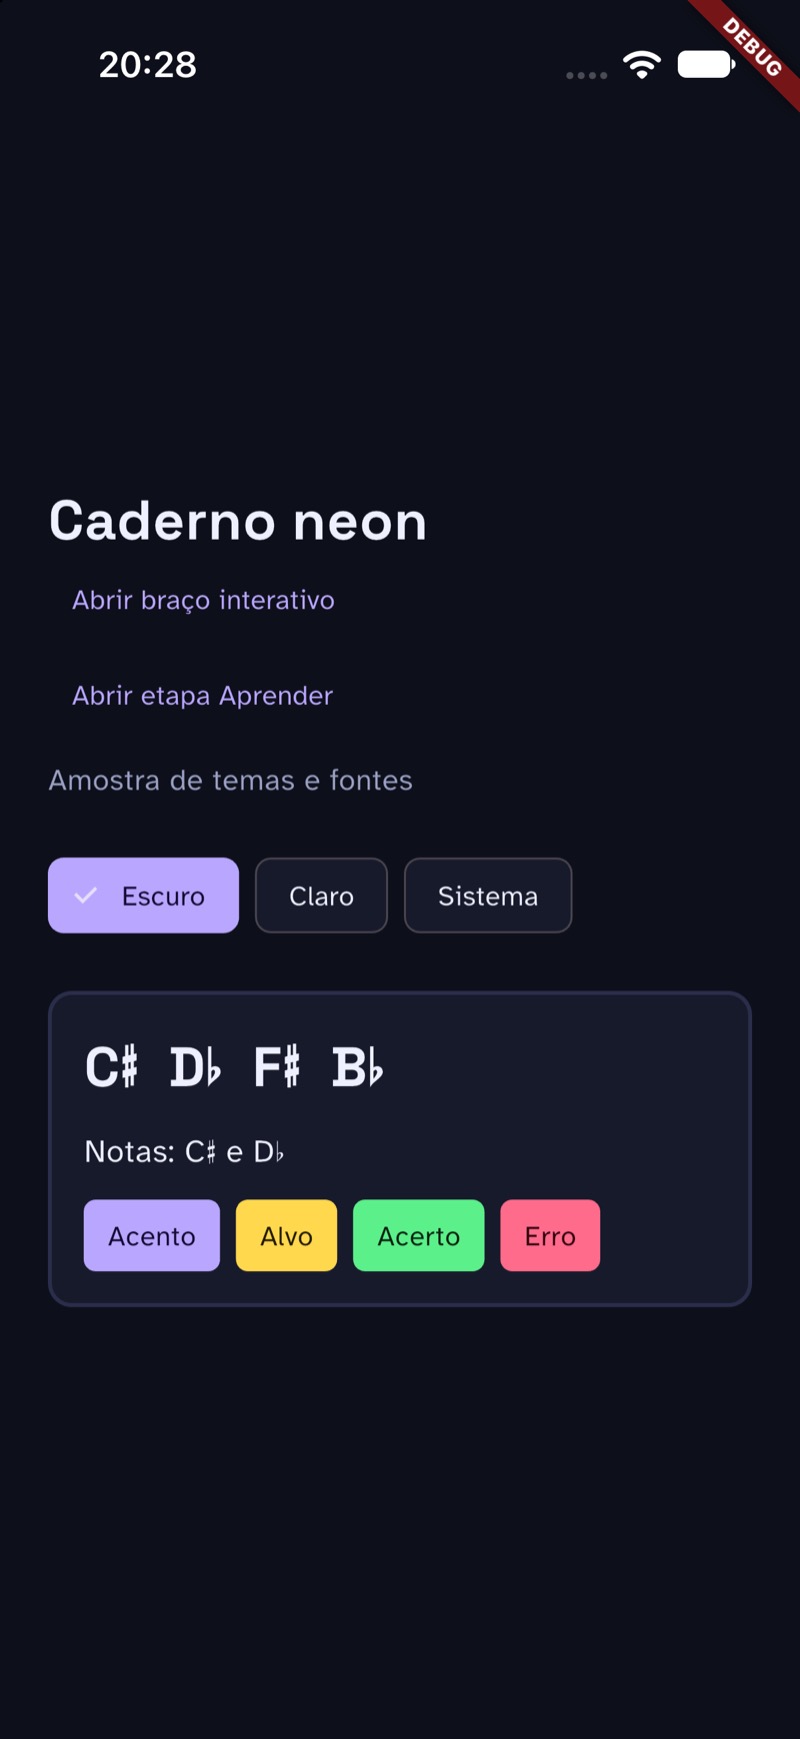 20:28
DEBUG
Caderno neon
Abrir braço interativo
Abrir etapa Aprender
Amostra de temas e fontes
Escuro Claro Sistema
C♯ D♭ F♯ B♭
Notas: C♯ e D♭
Acento Alvo Acerto Erro